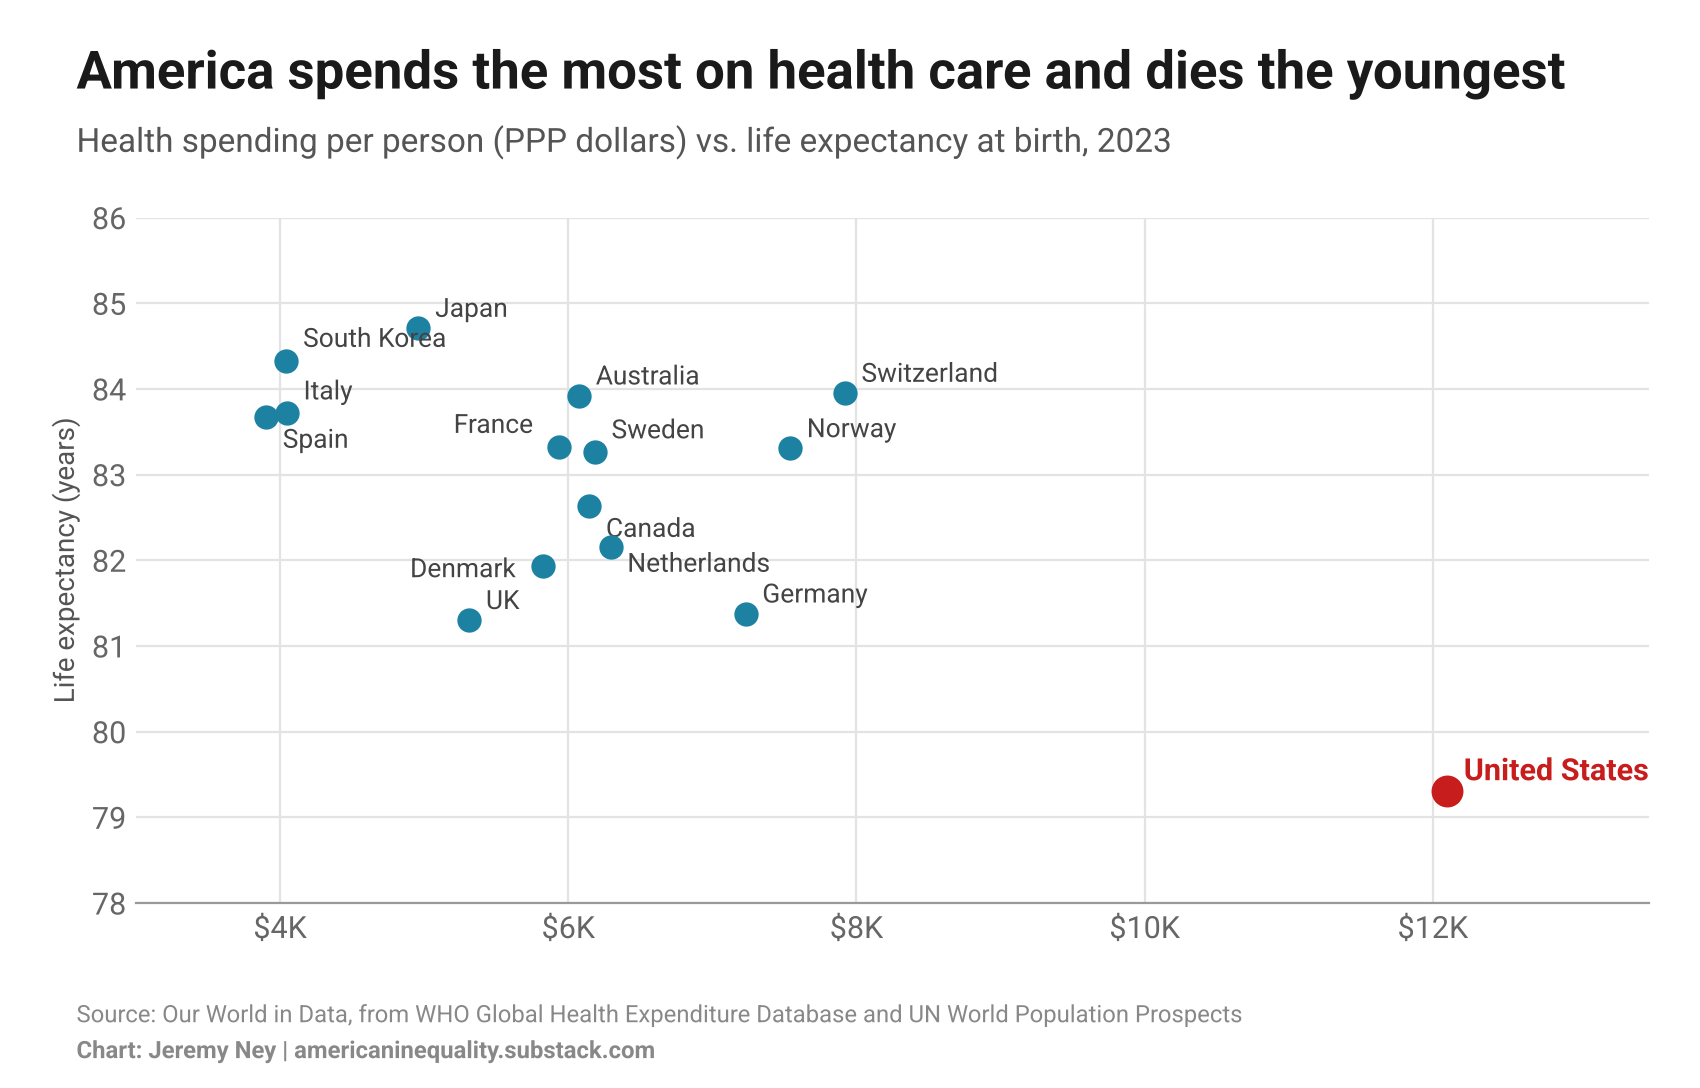 America spends the most on health care and dies the youngest
Health spending per person (PPP dollars) vs. life expectancy at birth, 2023
86
85
84
83
82
81
80
79
78
Life expectancy (years)
Japan
South Korea
Australia
Switzerland
Italy
France
Norway
Sweden
Spain
Canada
Netherlands
Denmark
Germany
UK
United States
$4K
$6K
$8K
$10K
$12K
Source: Our World in Data, from WHO Global Health Expenditure Database and UN World Population Prospects
Chart: Jeremy Ney | americaninequality.substack.com